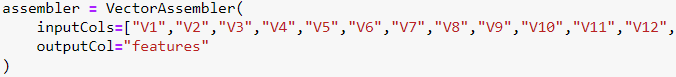 assembler = VectorAssembler(
    inputCols=["V1","V2","V3","V4","V5","V6","V7","V8","V9","V10","V11","V12",
    outputCol="features"
)